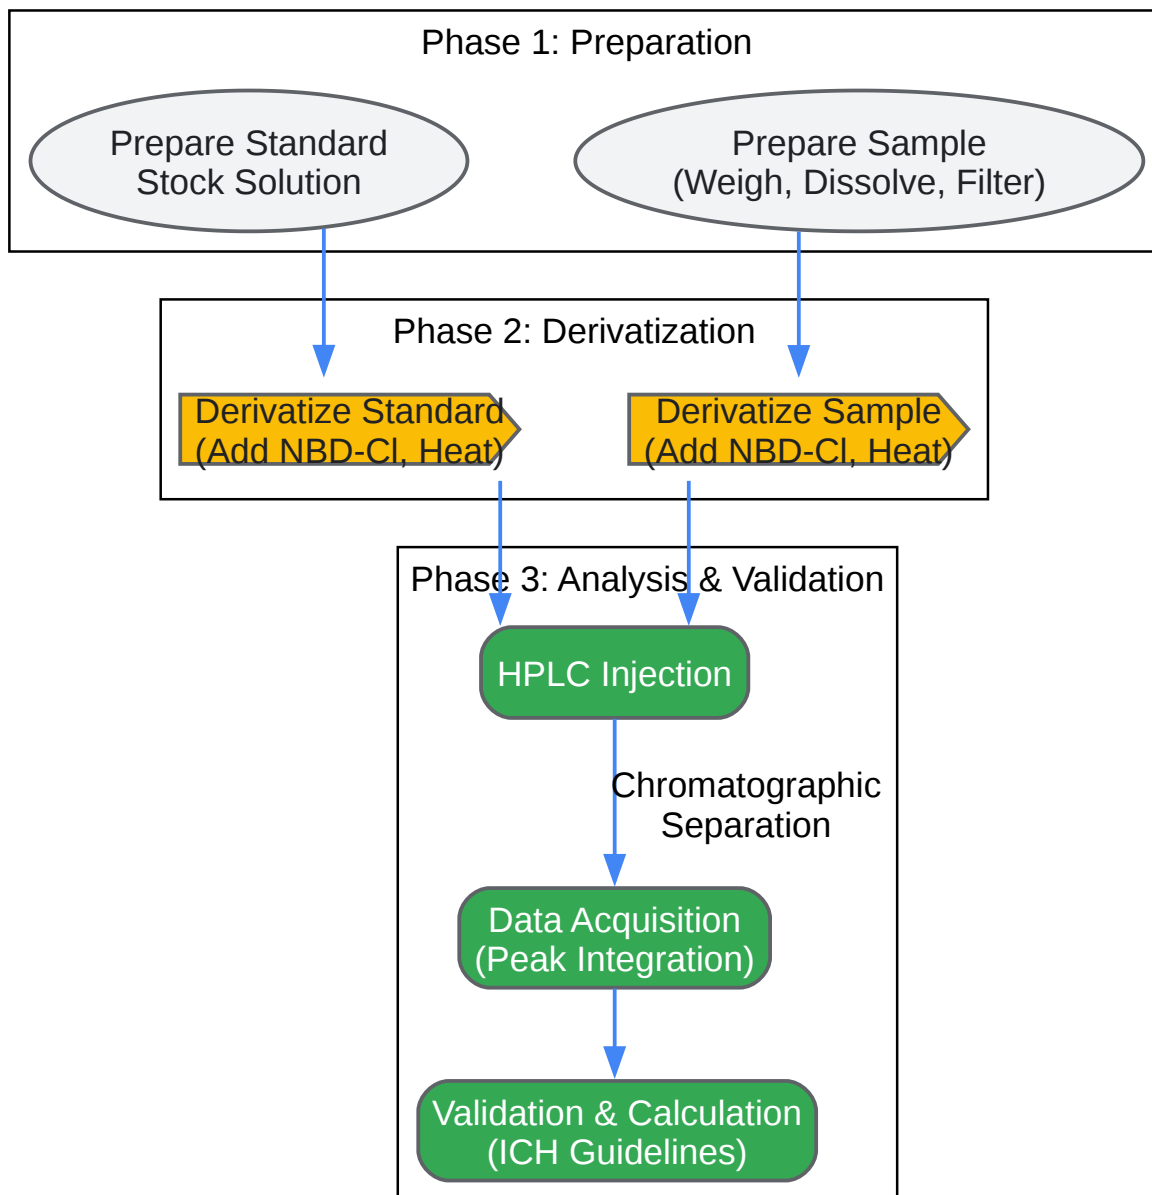 Phase 1: Preparation
Prepare Standard
Stock Solution
Prepare Sample
(Weigh, Dissolve, Filter)
Phase 2: Derivatization
Derivatize Standard
(Add NBD-Cl, Heat)
Derivatize Sample
(Add NBD-Cl, Heat)
Phase 3: Analysis & Validation
HPLC Injection
Chromatographic
Separation
Data Acquisition
(Peak Integration)
Validation & Calculation
(ICH Guidelines)